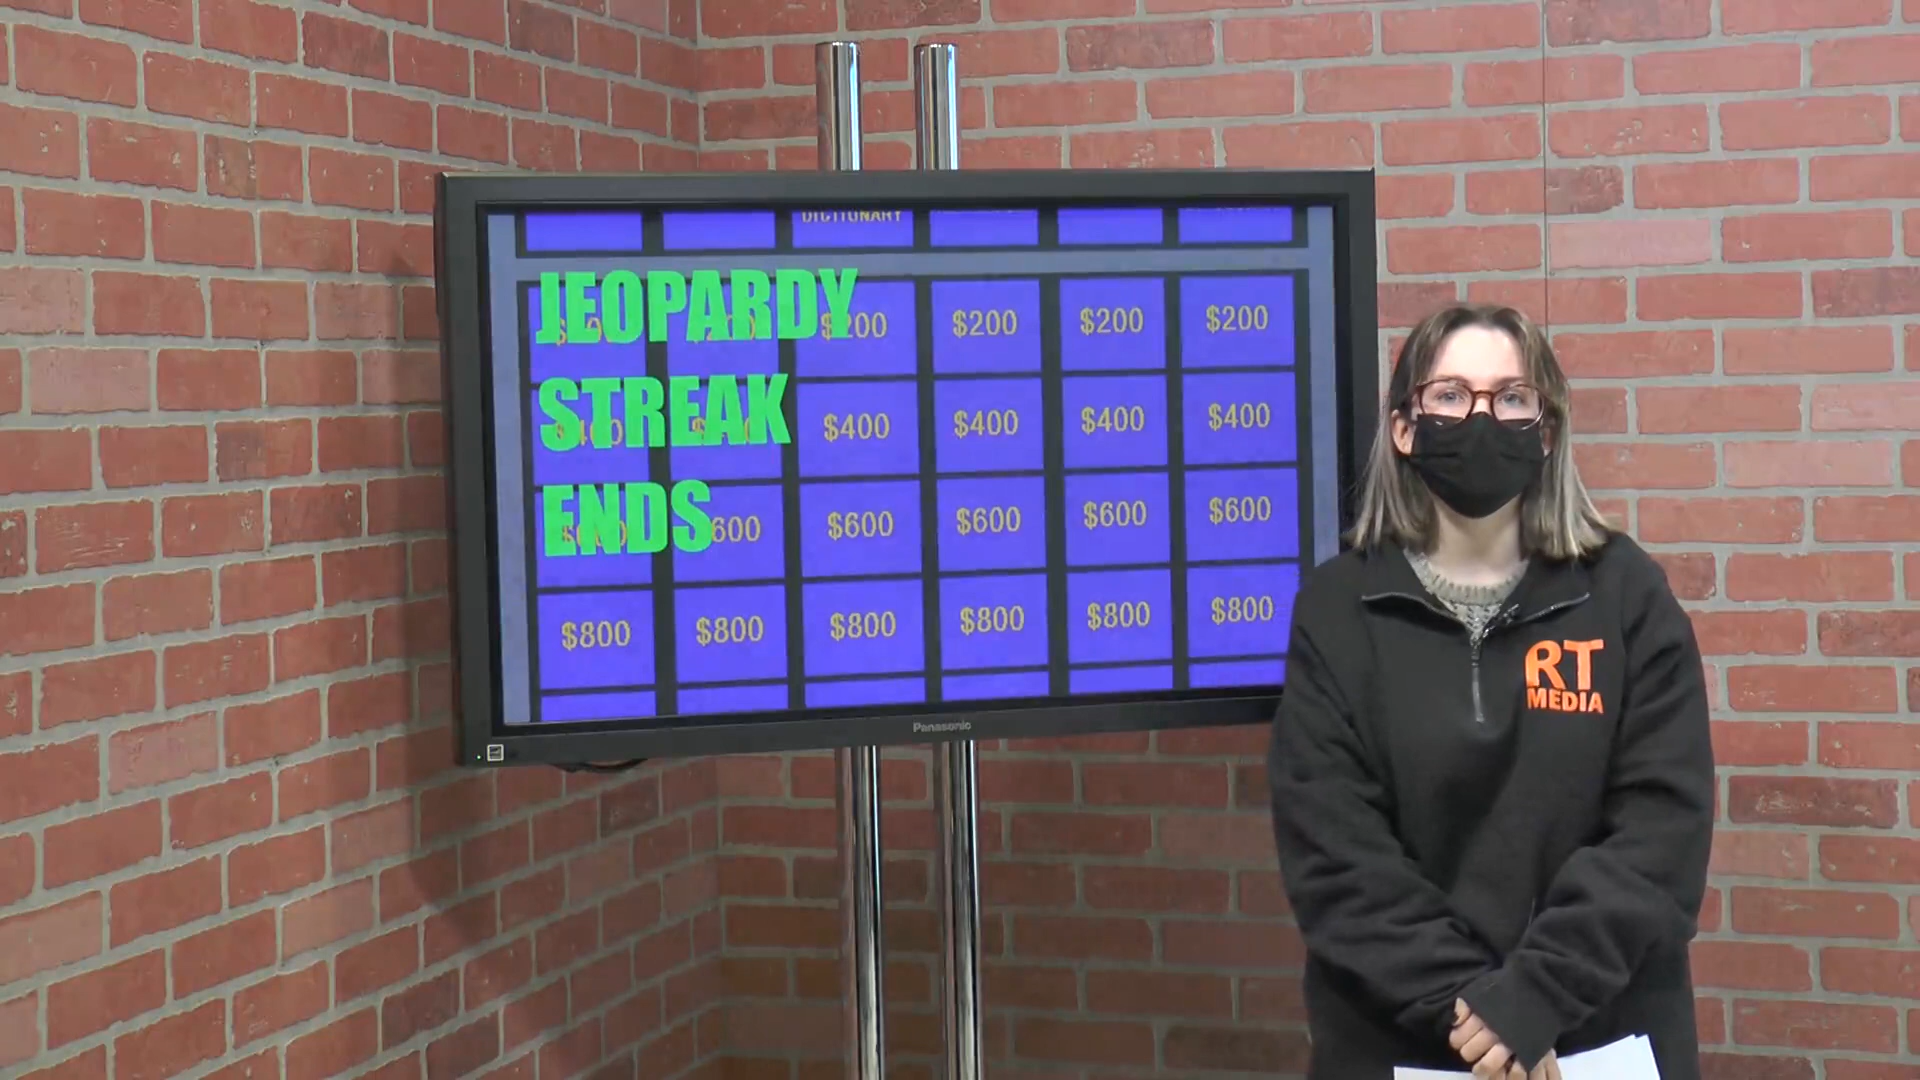 DICTIONARY
JEOPARDY
STREAK
ENDS
$200 $200 $200 $200
$400 $400 $400 $400
$600 $600 $600 $600 $600
$800 $800 $800 $800 $800 $800
Panasonic
RT
MEDIA